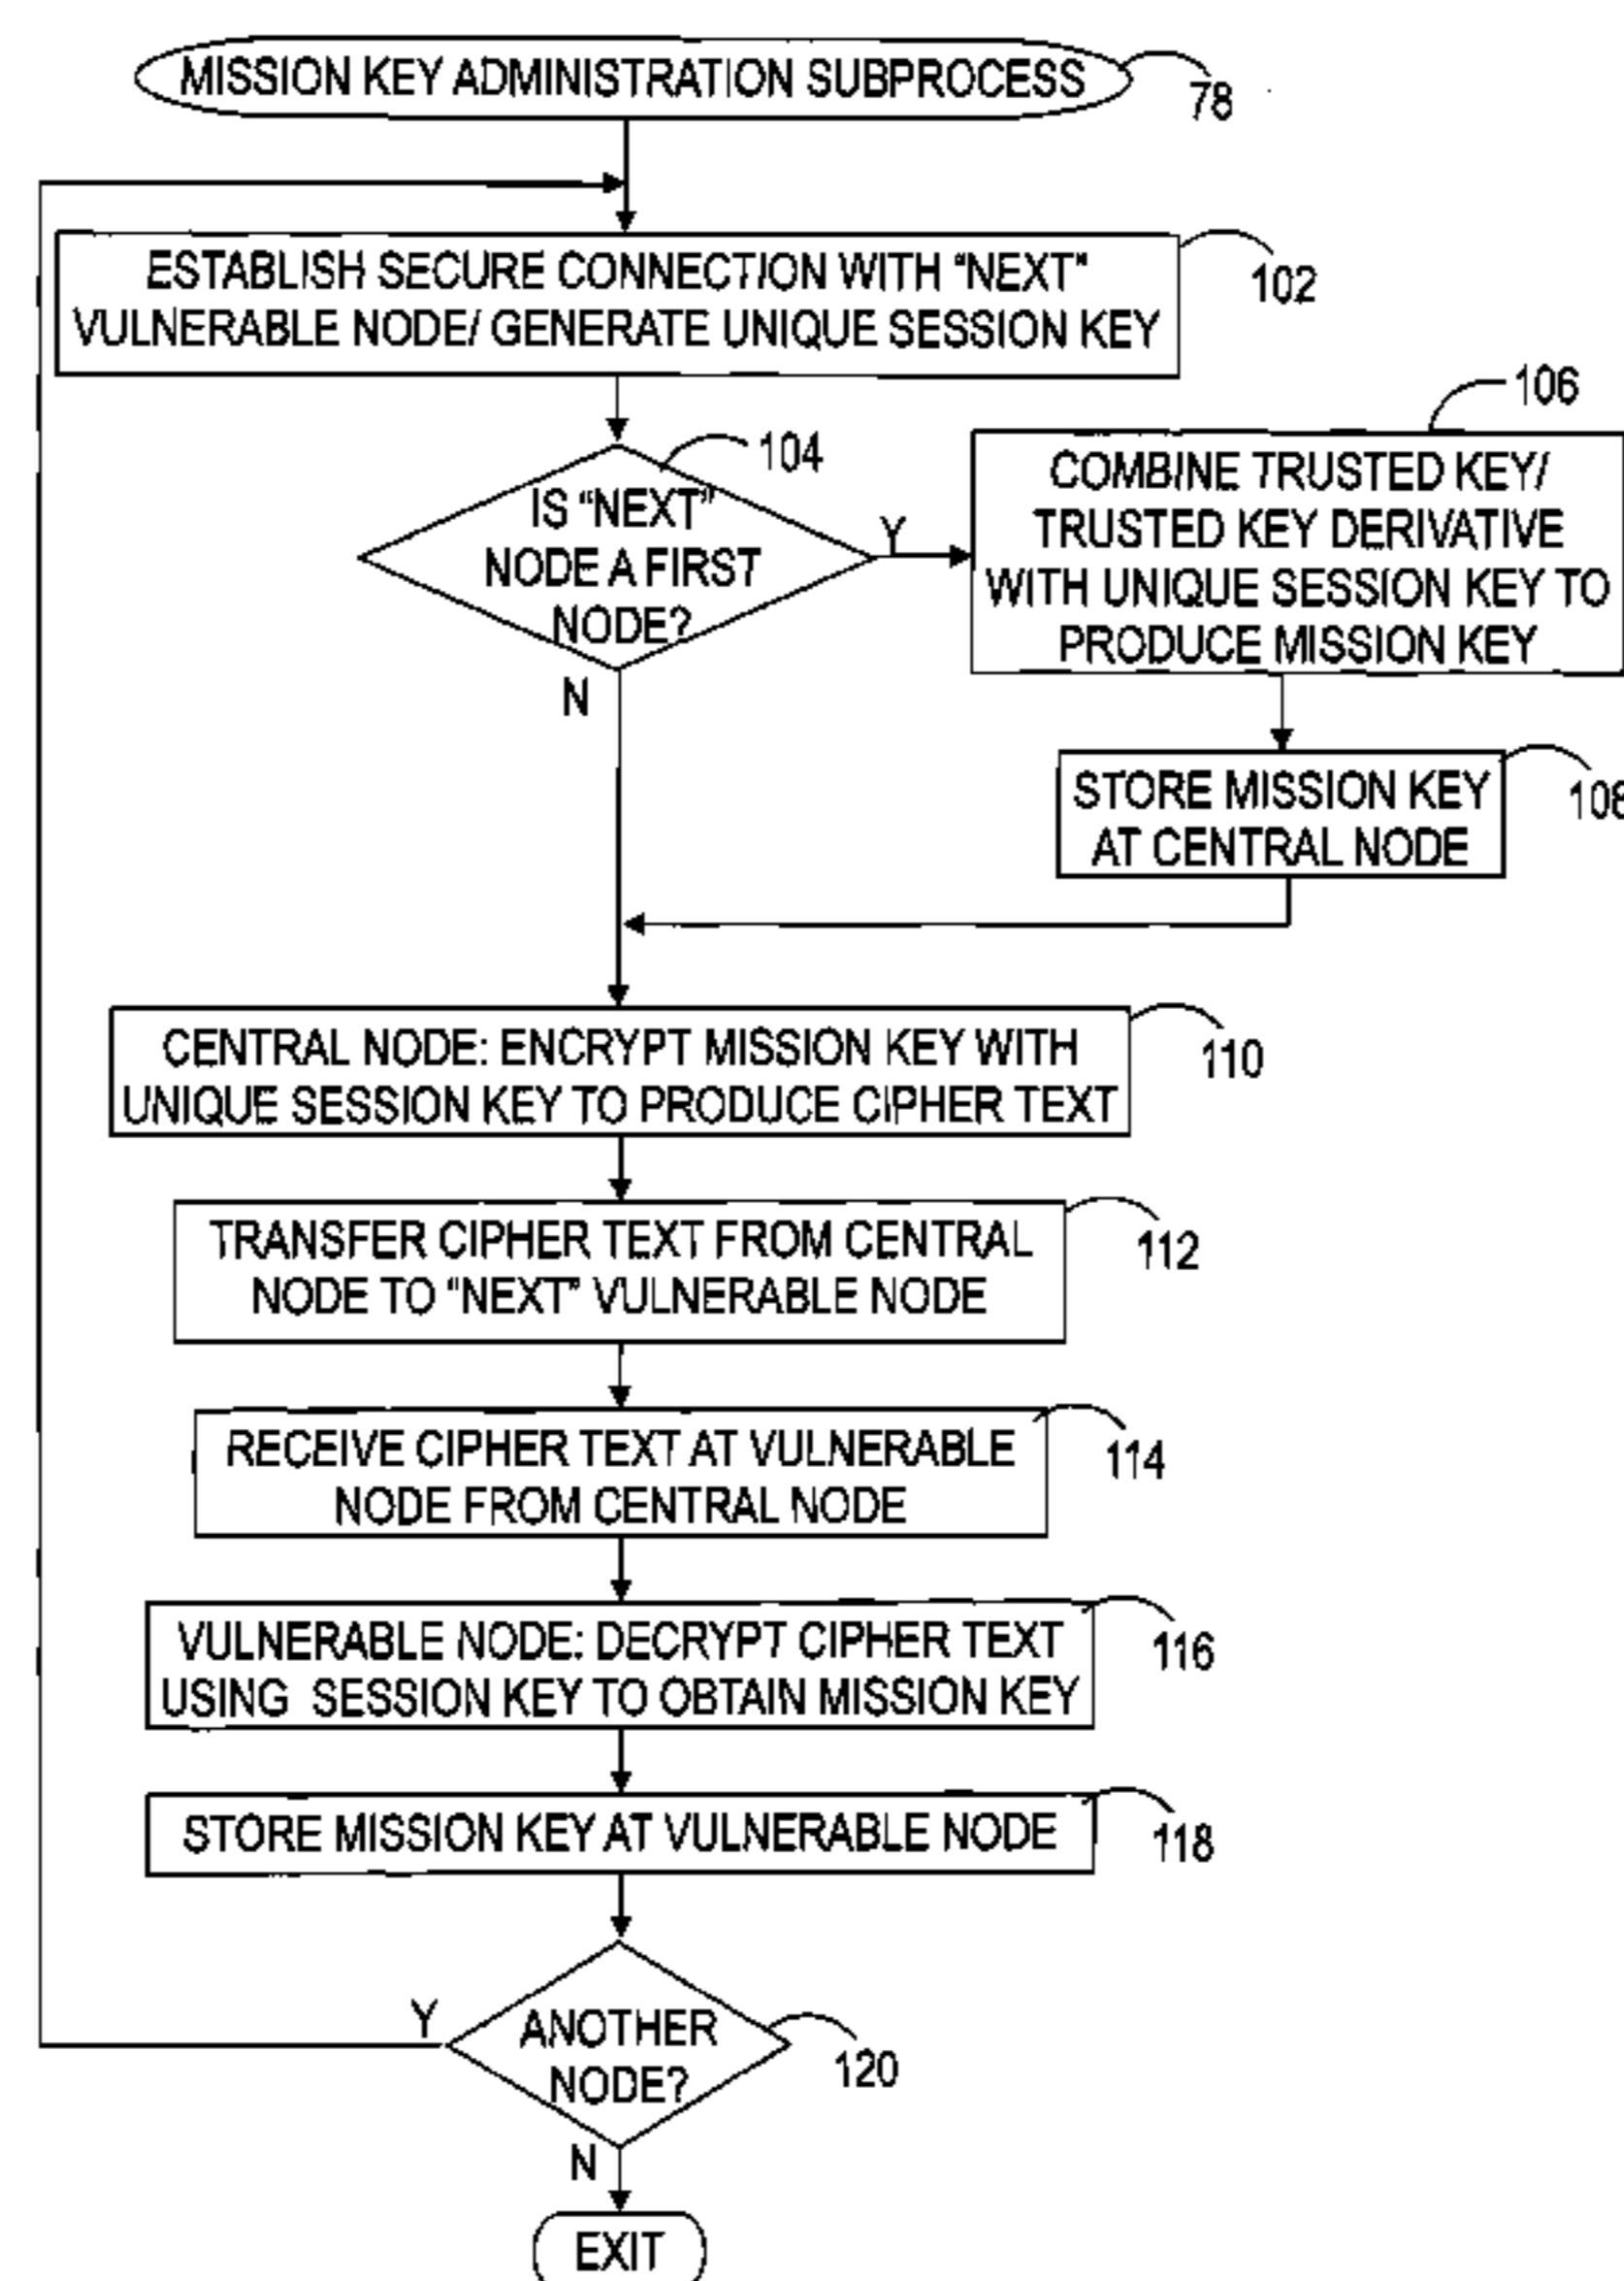 MISSION KEY ADMINISTRATION SUBPROCESS
78
ESTABLISH SECURE CONNECTION WITH "NEXT"
VULNERABLE NODE/ GENERATE UNIQUE SESSION KEY
102
104
IS "NEXT"
NODE A FIRST
NODE?
Y
N
106
COMBINE TRUSTED KEY/
TRUSTED KEY DERIVATIVE
WITH UNIQUE SESSION KEY TO
PRODUCE MISSION KEY
STORE MISSION KEY
AT CENTRAL NODE
108
CENTRAL NODE: ENCRYPT MISSION KEY WITH
UNIQUE SESSION KEY TO PRODUCE CIPHER TEXT
110
TRANSFER CIPHER TEXT FROM CENTRAL
NODE TO "NEXT" VULNERABLE NODE
112
RECEIVE CIPHER TEXT AT VULNERABLE
NODE FROM CENTRAL NODE
114
VULNERABLE NODE: DECRYPT CIPHER TEXT
USING SESSION KEY TO OBTAIN MISSION KEY
116
STORE MISSION KEY AT VULNERABLE NODE
118
Y
ANOTHER
NODE?
120
N
EXIT